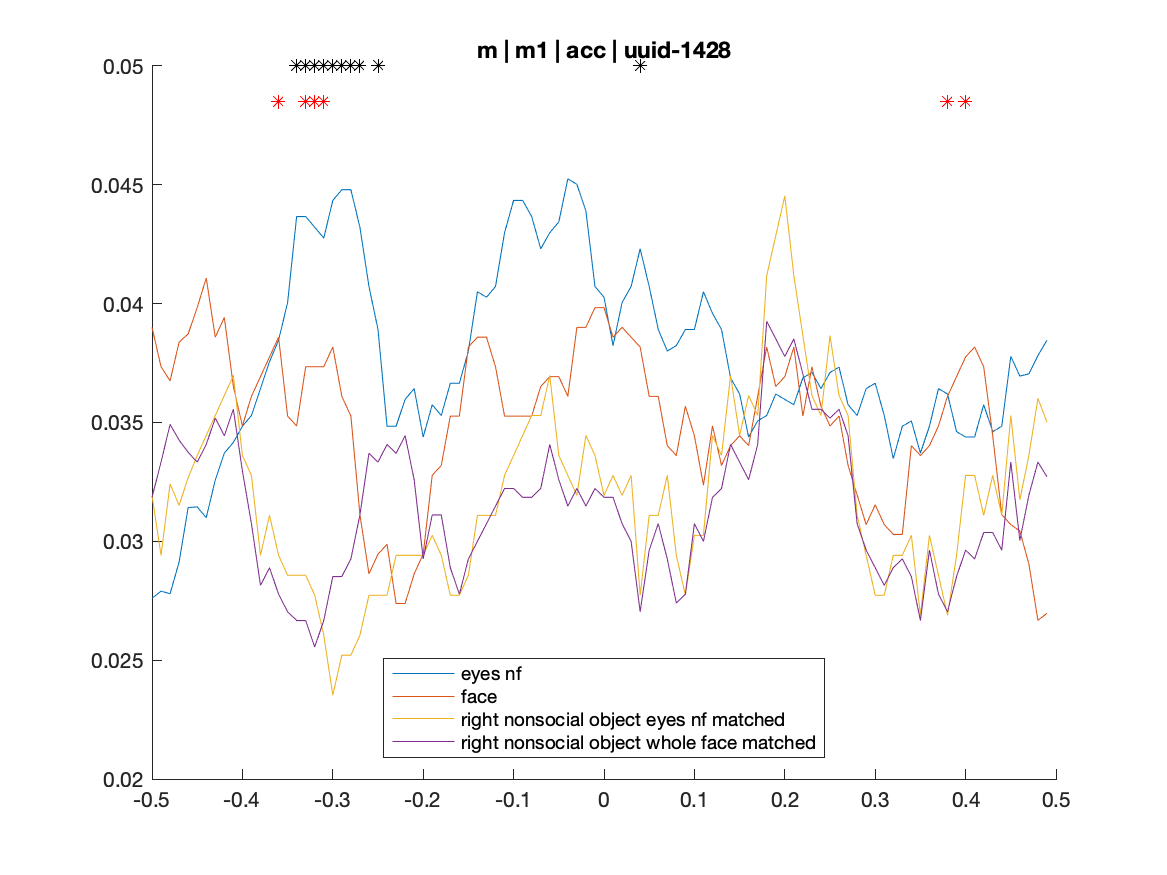 m | m1 | acc | uuid-1428
0.05
0.045
0.04
0.035
0.03
0.025
0.02
eyes nf
face
right nonsocial object eyes nf matched
right nonsocial object whole face matched
-0.5 -0.4 -0.3 -0.2 -0.1 0 0.1 0.2 0.3 0.4 0.5